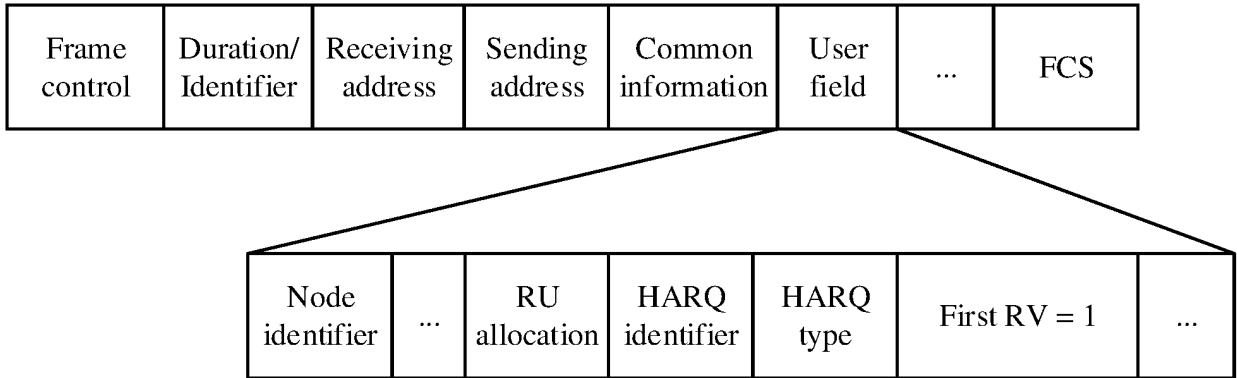 Frame
control
Duration/
Identifier
Receiving
address
Sending
address
Common
information
User
field
...
FCS
Node
identifier
...
RU
allocation
HARQ
identifier
HARQ
type
First RV = 1
...